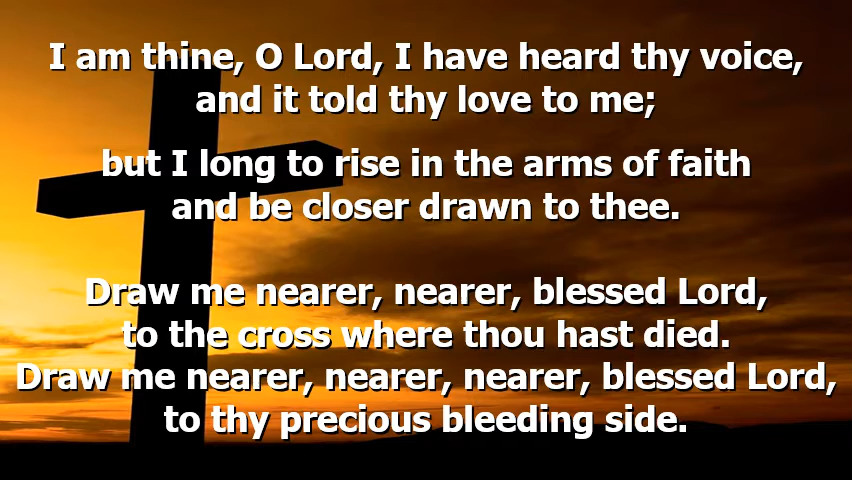 I am thine, O Lord, I have heard thy voice,
and it told thy love to me;
but I long to rise in the arms of faith
and be closer drawn to thee.
Draw me nearer, nearer, blessed Lord,
to the cross where thou hast died.
Draw me nearer, nearer, nearer, blessed Lord,
to thy precious bleeding side.